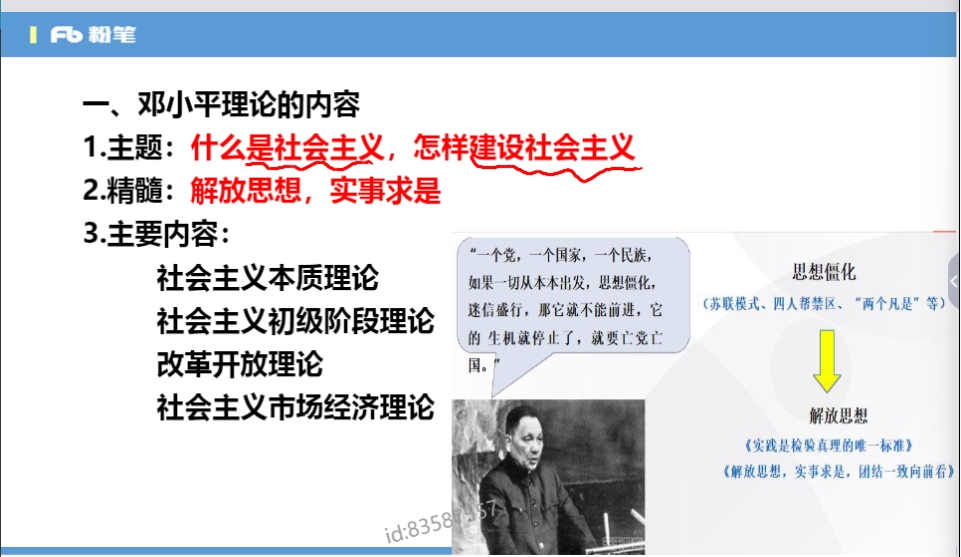 Fb 粉笔
一、邓小平理论的内容
1.主题：什么是社会主义，怎样建设社会主义
2.精髓：解放思想，实事求是
3.主要内容：
社会主义本质理论
社会主义初级阶段理论
改革开放理论
社会主义市场经济理论
“一个党，一个国家，一个民族，
如果一切从本本出发，思想僵化，
迷信盛行，那它就不能前进，它
的 生机就停止了，就要亡党亡
国。”
思想僵化
（苏联模式、四人帮禁区、“两个凡是”等）
解放思想
《实践是检验真理的唯一标准》
《解放思想，实事求是，团结一致向前看》